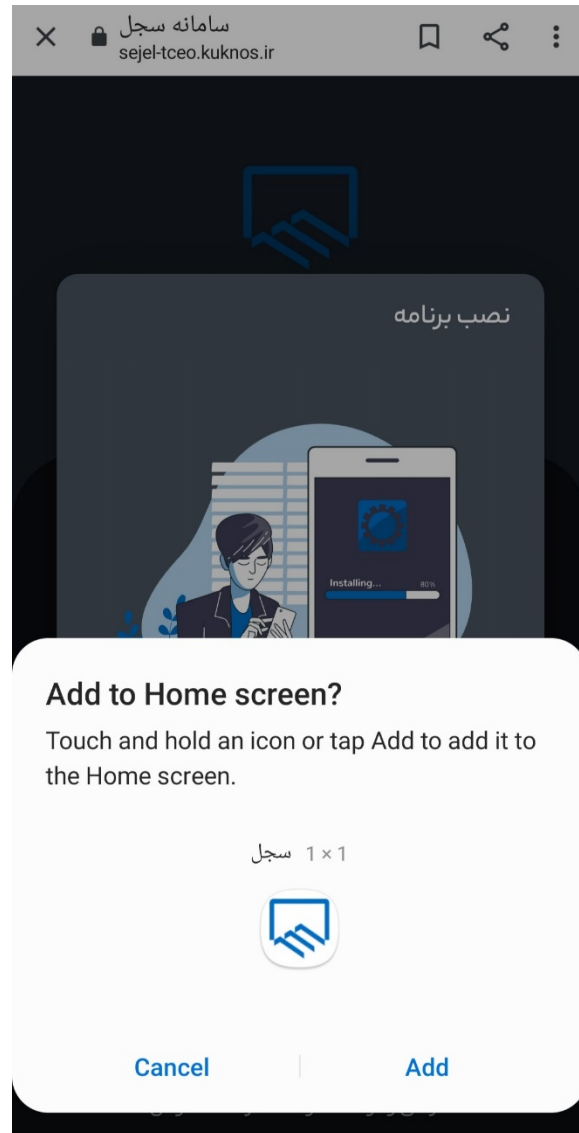 سامانه سجل
sejel-tceo.kuknos.ir
نصب برنامه
Installing...
80%
Add to Home screen?
Touch and hold an icon or tap Add to add it to
the Home screen.
سجل 1 × 1
Cancel
Add